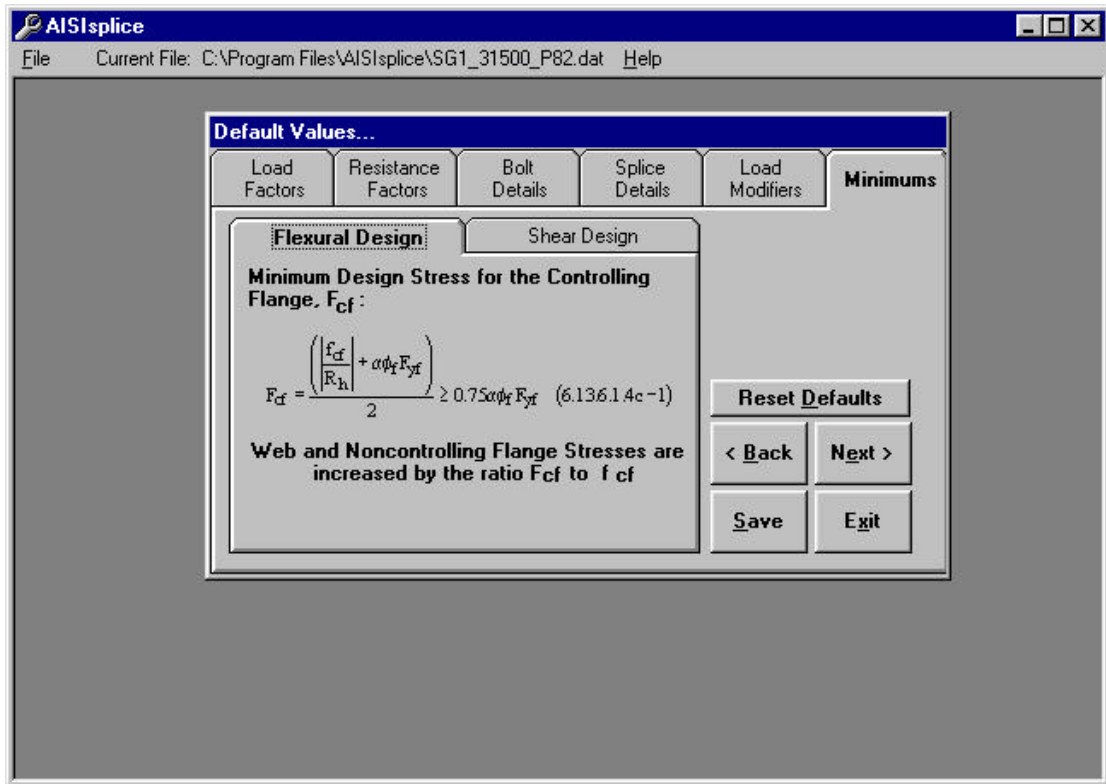 AISIsplice
File Current File: C:\Program Files\AISIsplice\SG1_31500_P82.dat Help
Default Values...
Load Factors
Resistance Factors
Bolt Details
Splice Details
Load Modifiers
Minimums
Flexural Design
Shear Design
Minimum Design Stress for the Controlling
Flange, Fcf :
Fcf = (|fcf / Rh| + αϕfFyf) / 2 ≥ 0.75αϕf Fyf (6.13.6.1.4c-1)
Web and Noncontrolling Flange Stresses are
increased by the ratio Fcf to f cf
Reset Defaults
< Back
Next >
Save
Exit